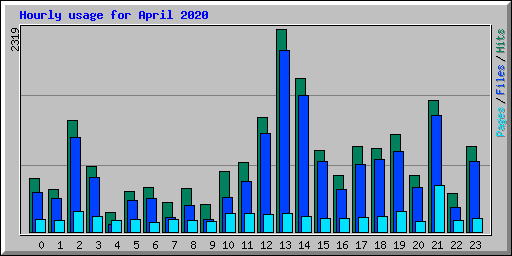 Hourly usage for April 2020
2319
Pages/Files/Hits
0 1 2 3 4 5 6 7 8 9 10 11 12 13 14 15 16 17 18 19 20 21 22 23